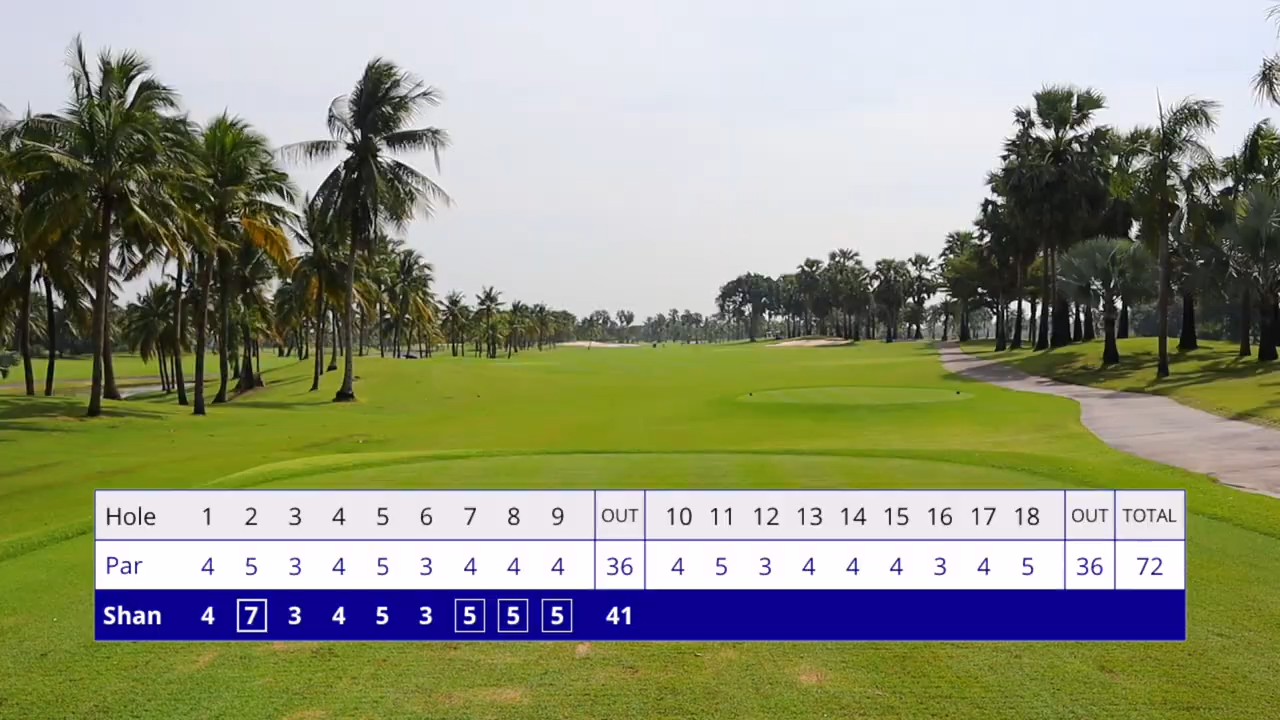 Hole 1 2 3 4 5 6 7 8 9 OUT 10 11 12 13 14 15 16 17 18 OUT TOTAL
Par 4 5 3 4 5 3 4 4 4 36 4 5 3 4 4 4 3 4 5 36 72
Shan 4 7 3 4 5 3 5 5 5 41